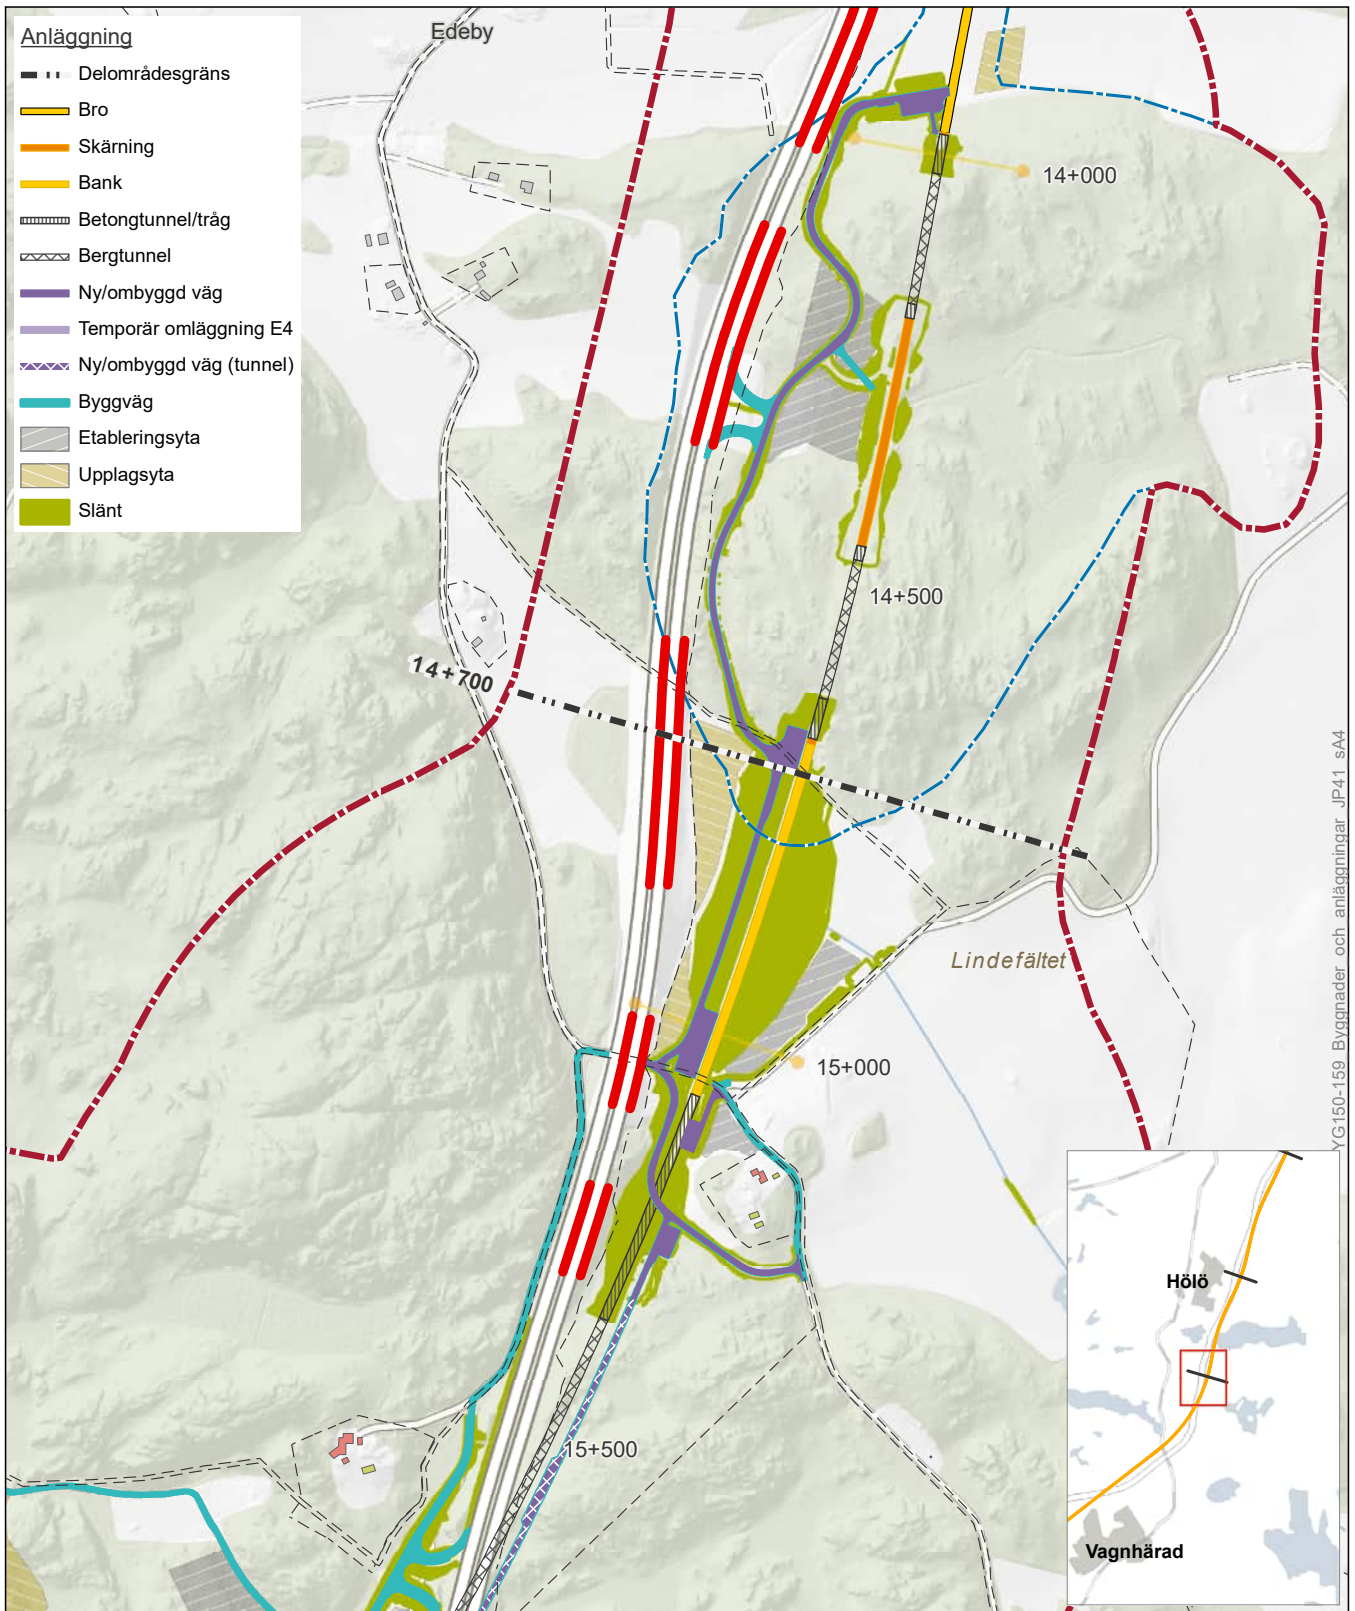 Anläggning
Delområdesgräns
Bro
Skärning
Bank
Betongtunnel/tråg
Bergtunnel
Ny/ombyggd väg
Temporär omläggning E4
Ny/ombyggd väg (tunnel)
Byggväg
Etableringsyta
Upplagsyta
Slänt
Edeby
14+000
14+500
14+700
Lindefältet
15+000
15+500
YG150-159 Byggnader och anläggningar JP41 sA4
Hölö
Vagnhärad